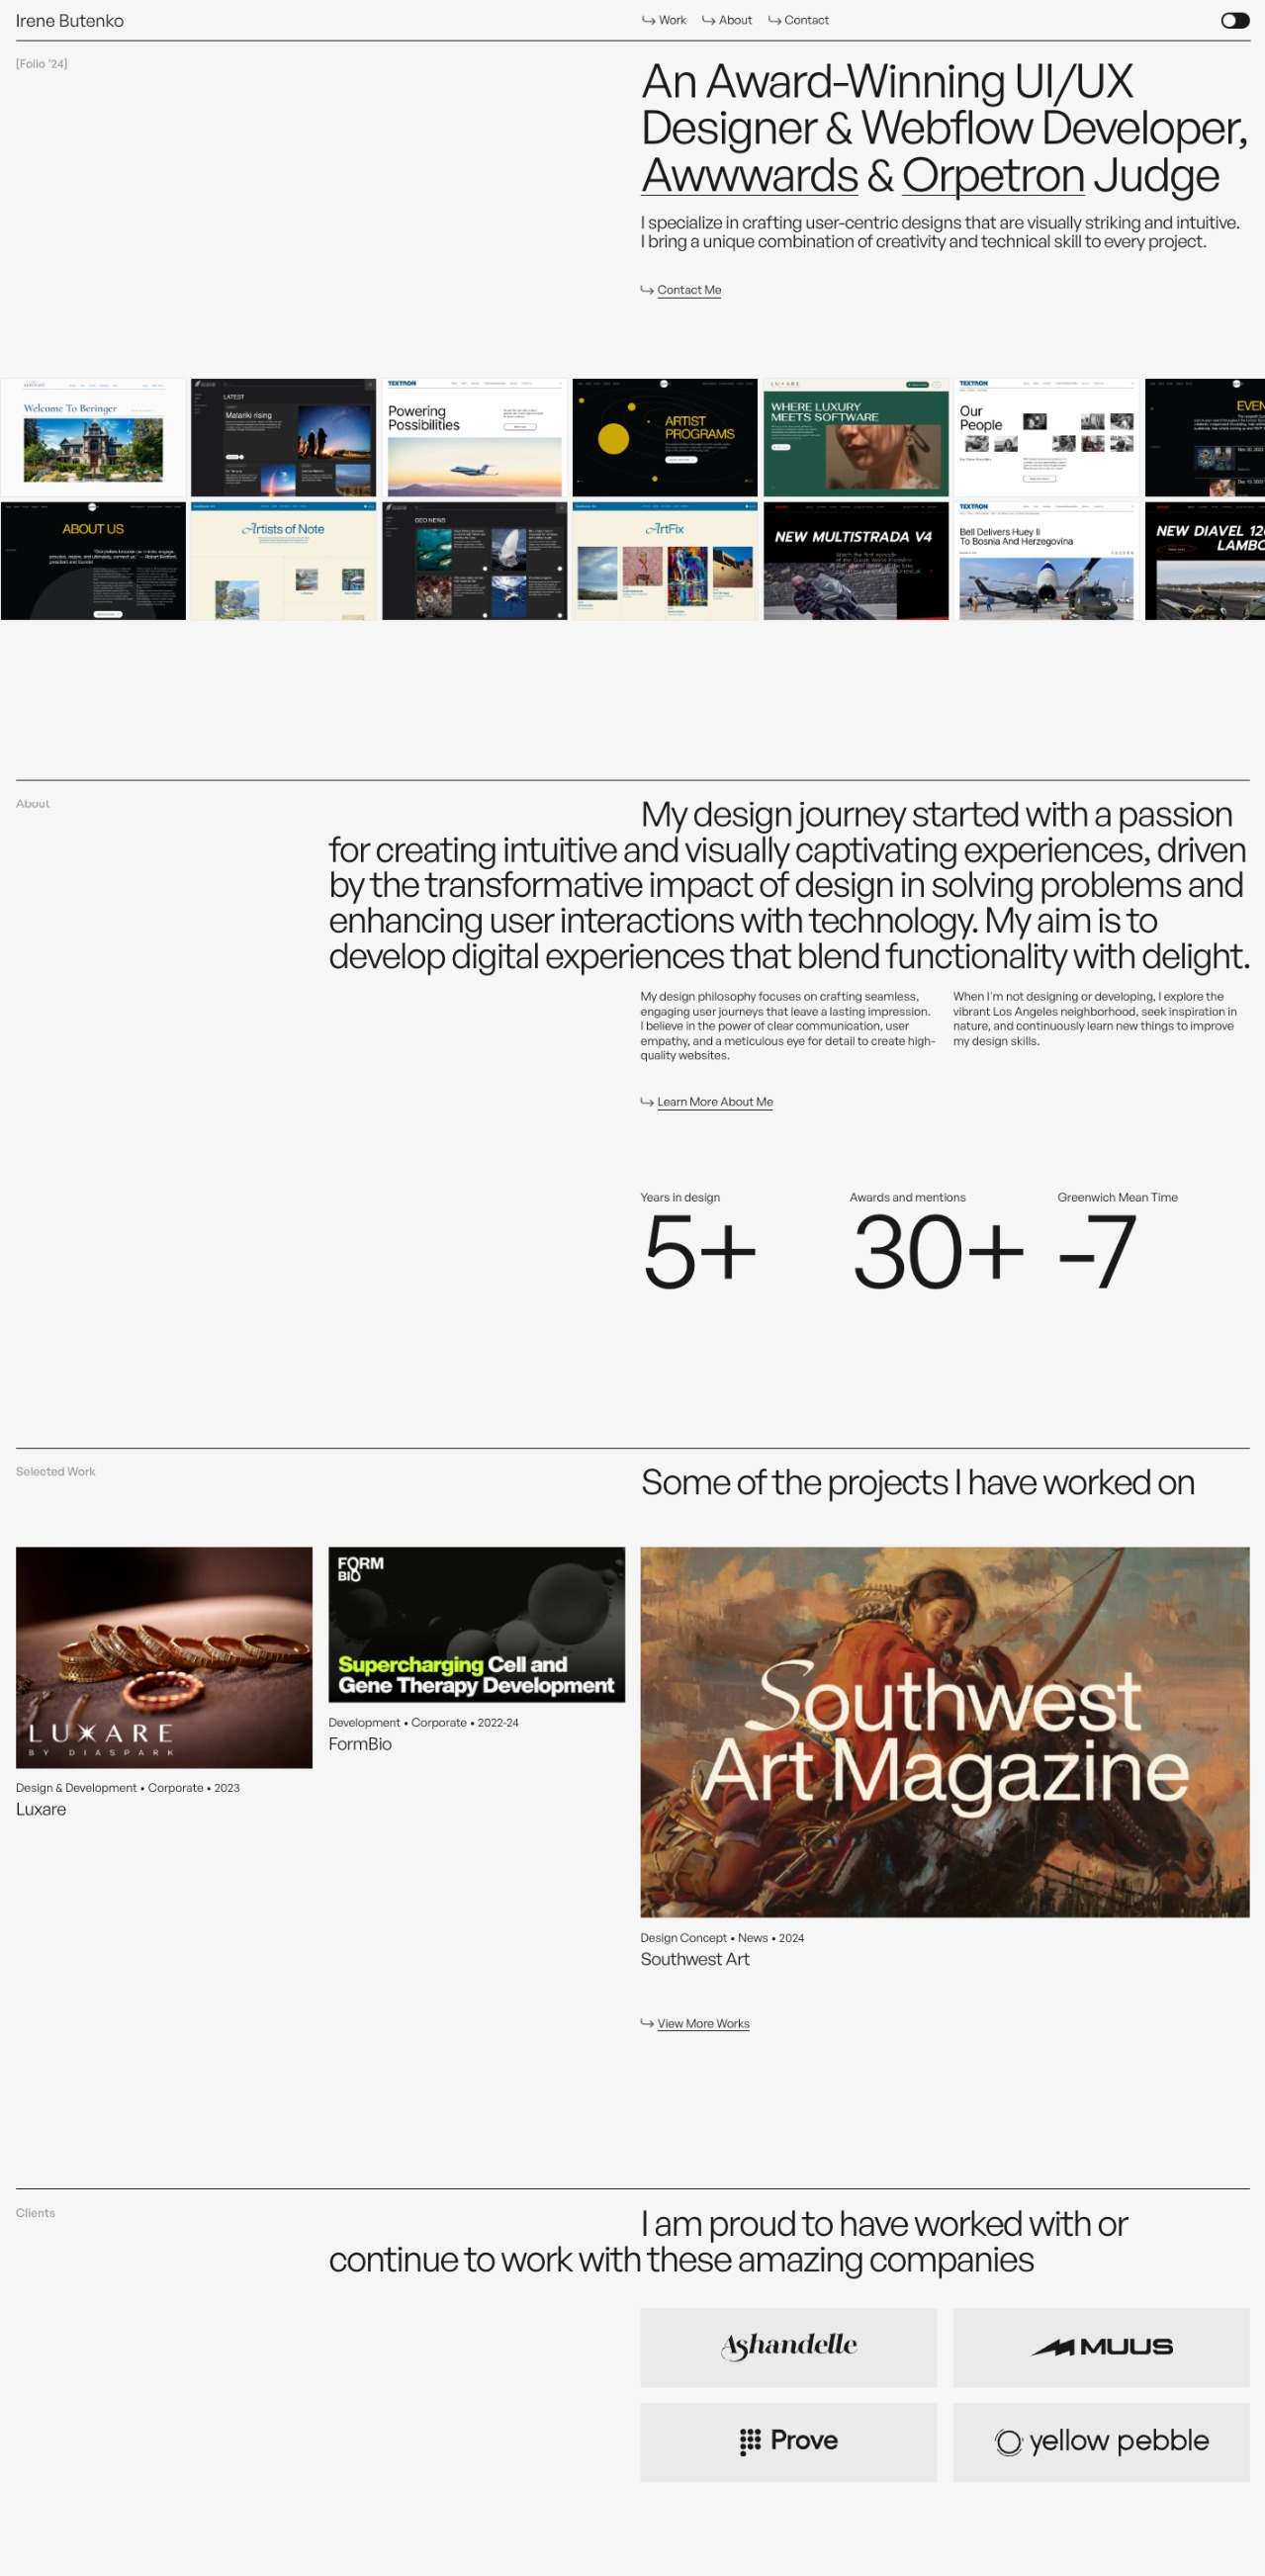 Irene Butenko
Work
About
Contact
[Folio '24]
An Award-Winning UI/UX
Designer & Webflow Developer,
Awwwards & Orpetron Judge
I specialize in crafting user-centric designs that are visually striking and intuitive.
I bring a unique combination of creativity and technical skill to every project.
Contact Me
Welcome To Beringer
LATEST
Matariki rising
TEXTRON
Powering
Possibilities
ARTIST
PROGRAMS
LUXARE
WHERE LUXURY
MEETS SOFTWARE
TEXTRON
Our
People
EVEN
ABOUT US
Artists of Note
GEO NEWS
ArtFix
NEW MULTISTRADA V4
TEXTRON
Bell Delivers Huey Ii
To Bosnia And Herzegovina
NEW DIAVEL 12
LAMBO
About
My design journey started with a passion
for creating intuitive and visually captivating experiences, driven
by the transformative impact of design in solving problems and
enhancing user interactions with technology. My aim is to
develop digital experiences that blend functionality with delight.
My design philosophy focuses on crafting seamless,
engaging user journeys that leave a lasting impression.
I believe in the power of clear communication, user
empathy, and a meticulous eye for detail to create high-
quality websites.
When I'm not designing or developing, I explore the
vibrant Los Angeles neighborhood, seek inspiration in
nature, and continuously learn new things to improve
my design skills.
Learn More About Me
Years in design
5+
Awards and mentions
30+
Greenwich Mean Time
-7
Selected Work
Some of the projects I have worked on
LUXARE
BY DIASPARK
Design & Development • Corporate • 2023
Luxare
FORM
BIO
Supercharging Cell and
Gene Therapy Development
Development • Corporate • 2022-24
FormBio
Southwest
Art Magazine
Design Concept • News • 2024
Southwest Art
View More Works
Clients
I am proud to have worked with or
continue to work with these amazing companies
Ashandelle
MUUS
Prove
yellow pebble